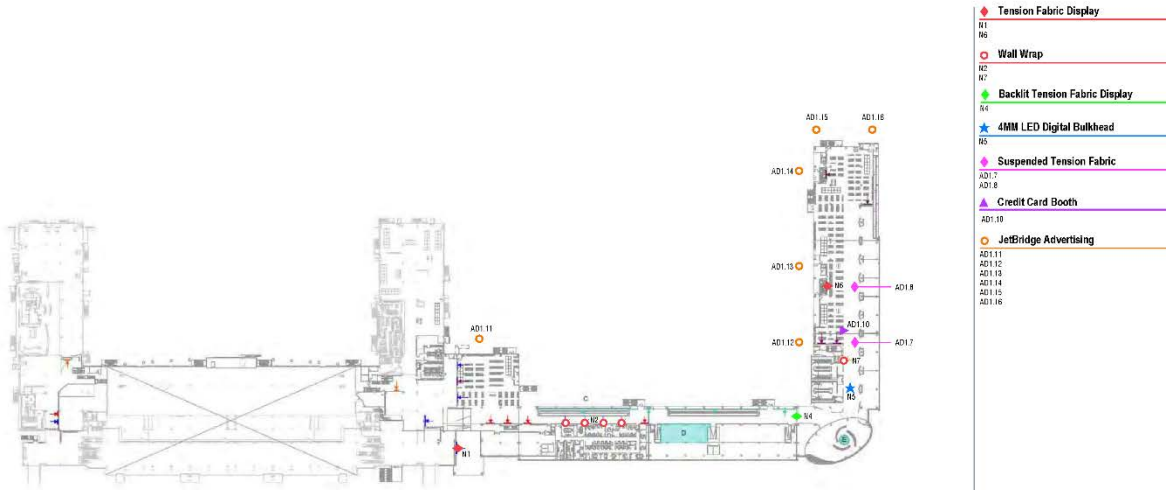 Tension Fabric Display
N1
N6
Wall Wrap
N2
N7
Backlit Tension Fabric Display
N4
4MM LED Digital Bulkhead
N5
Suspended Tension Fabric
AD1.7
AD1.8
Credit Card Booth
AD1.10
JetBridge Advertising
AD1.11
AD1.12
AD1.13
AD1.14
AD1.15
AD1.16
AD1.15
AD1.16
AD1.14
AD1.13
N6
AD1.8
AD1.11
AD1.10
AD1.12
AD1.7
N7
N5
C
N2
N4
D
E
N1